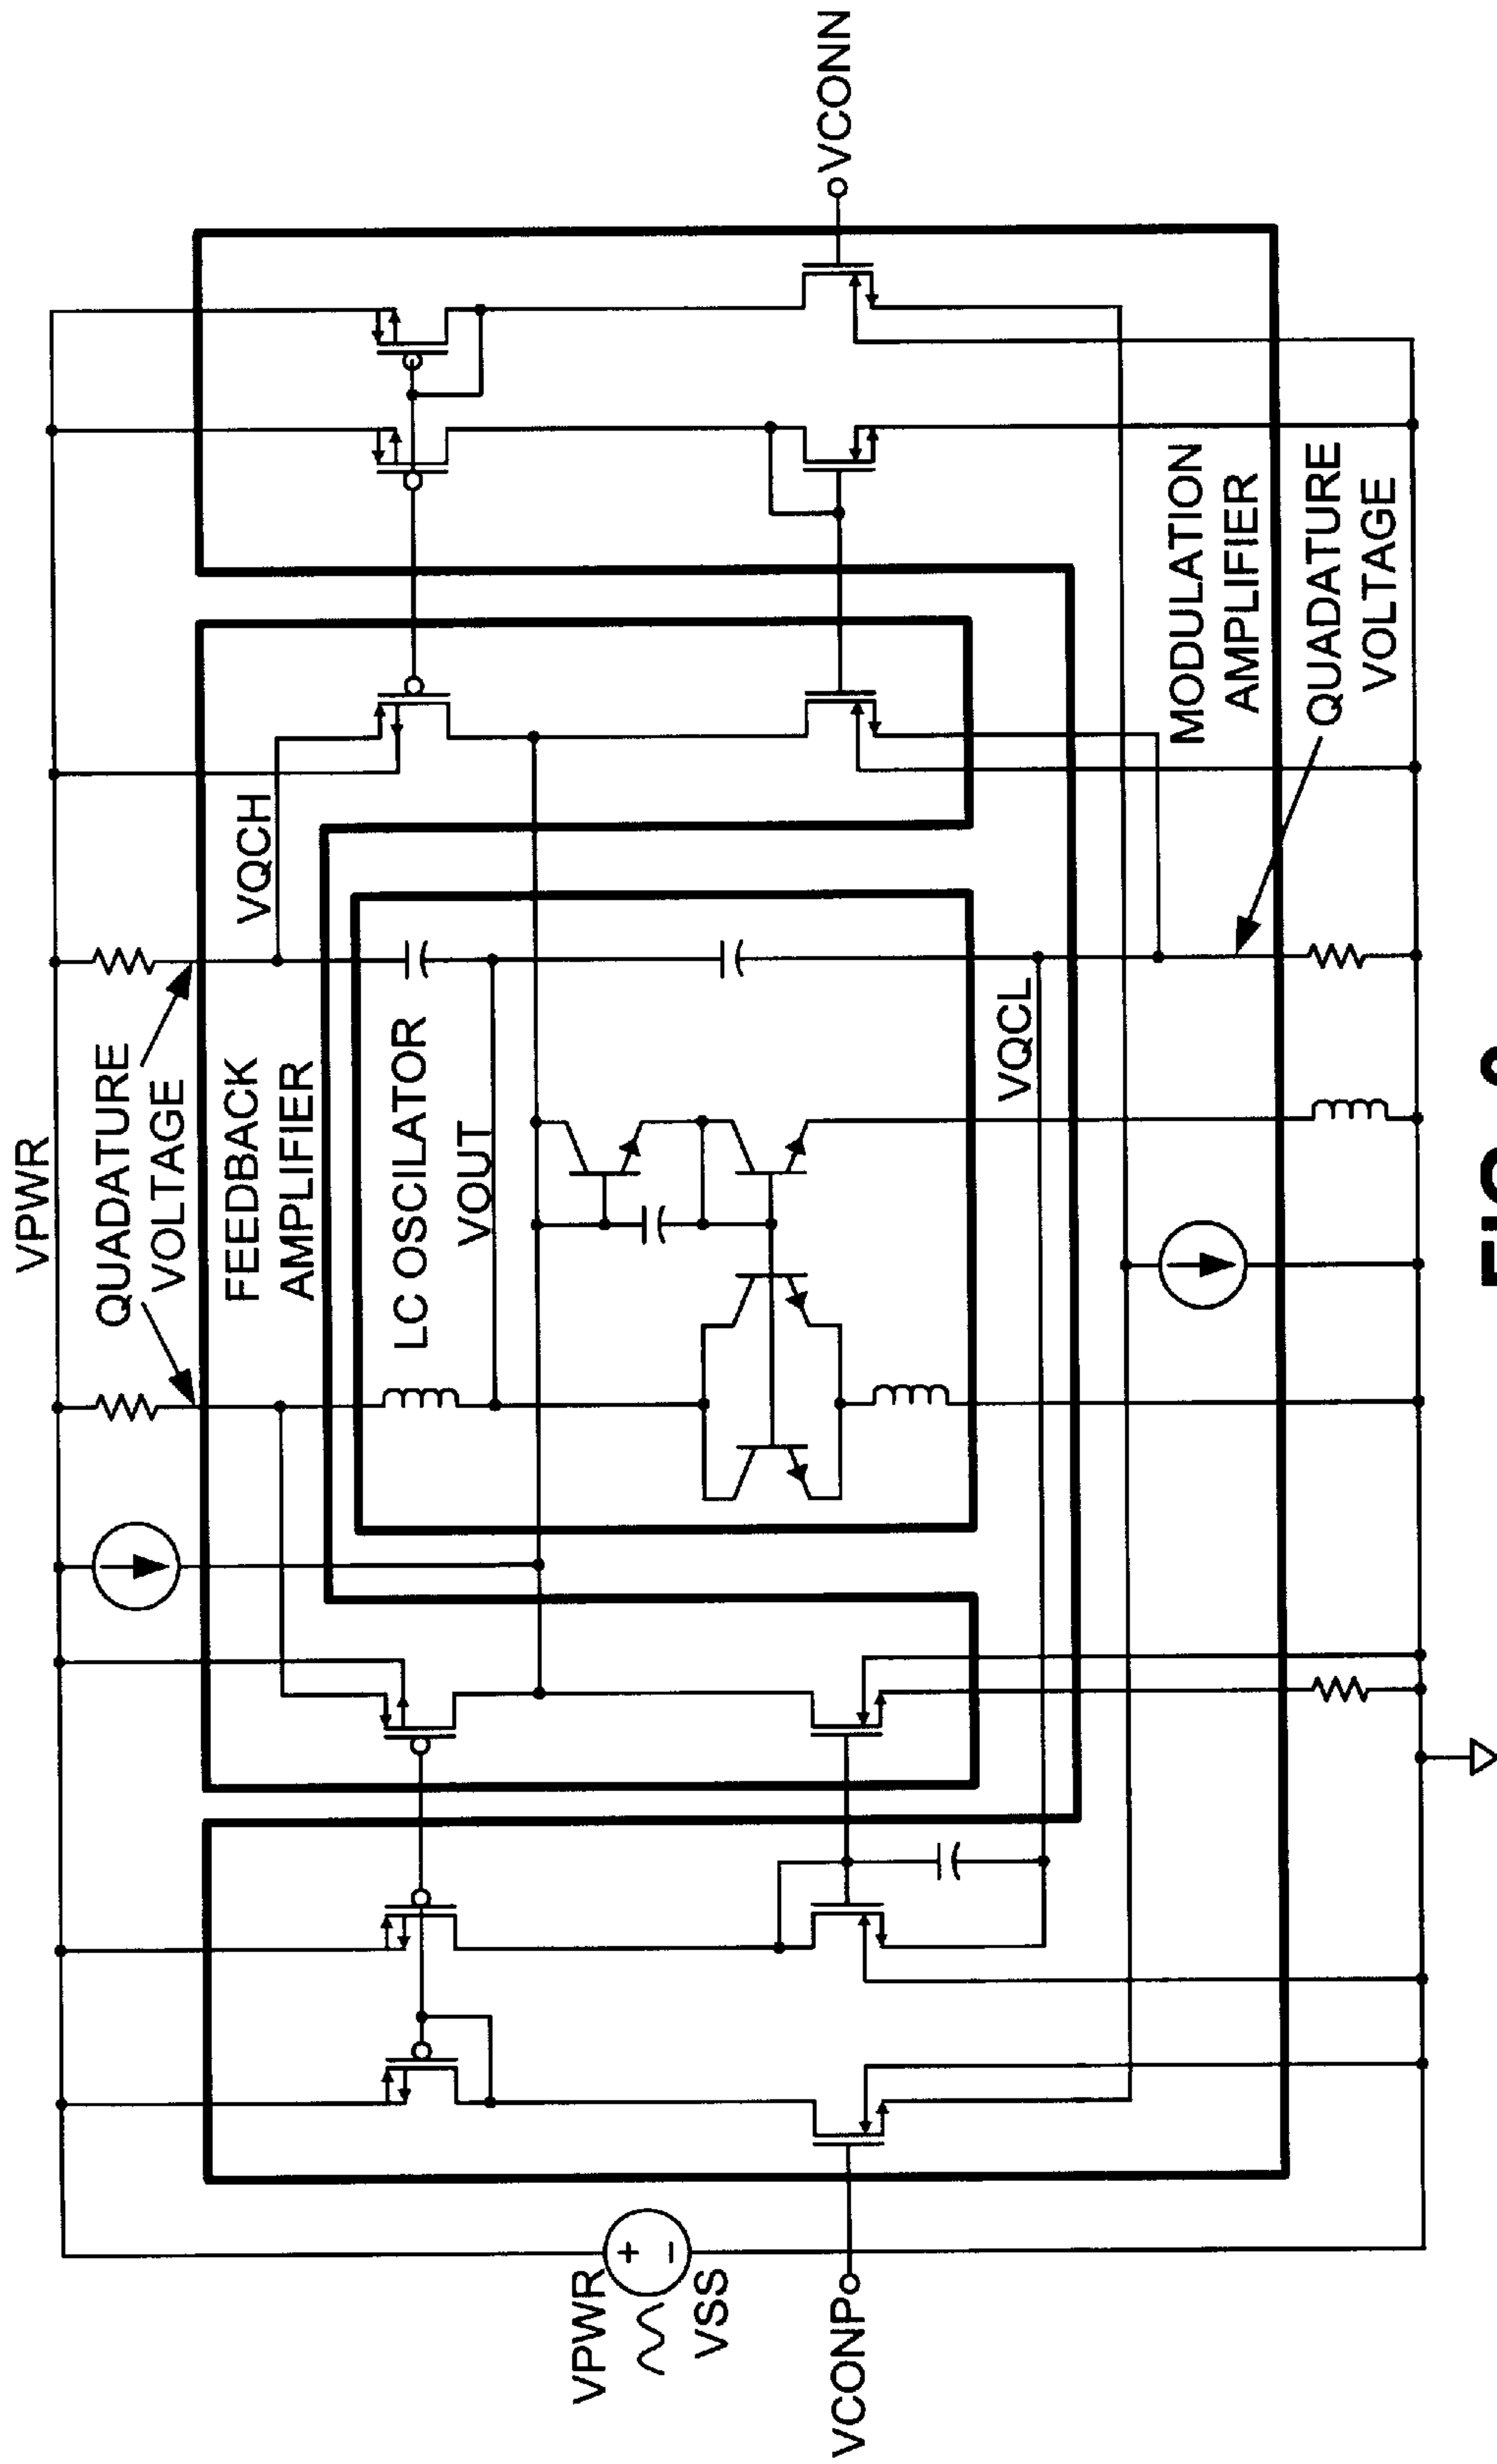 VPWR
QUADATURE
VOLTAGE
FEEDBACK
AMPLIFIER
VQCH
LC OSCILATOR
VOUT
VPWR
VSS
VCONP
VCONN
VQCL
MODULATION
AMPLIFIER
QUADATURE
VOLTAGE